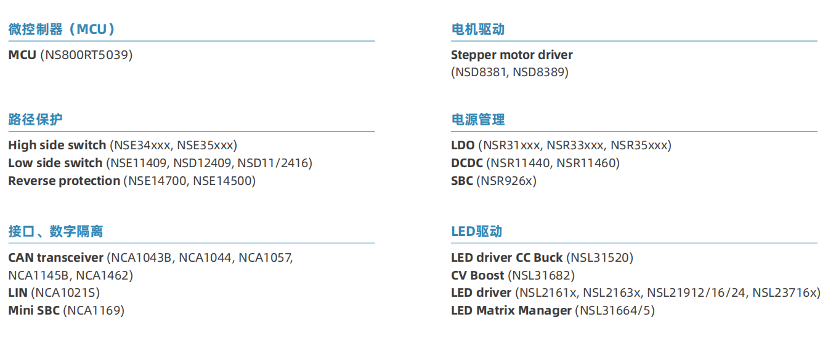 微控制器（MCU）
MCU (NS800RT5039)
电机驱动
Stepper motor driver
(NSD8381, NSD8389)
路径保护
High side switch (NSE34xxx, NSE35xxx)
Low side switch (NSE11409, NSD12409, NSD11/2416)
Reverse protection (NSE14700, NSE14500)
电源管理
LDO (NSR31xxx, NSR33xxx, NSR35xxx)
DCDC (NSR11440, NSR11460)
SBC (NSR926x)
接口、数字隔离
CAN transceiver (NCA1043B, NCA1044, NCA1057,
NCA1145B, NCA1462)
LIN (NCA1021S)
Mini SBC (NCA1169)
LED驱动
LED driver CC Buck (NSL31520)
CV Boost (NSL31682)
LED driver (NSL2161x, NSL2163x, NSL21912/16/24, NSL23716x)
LED Matrix Manager (NSL31664/5)